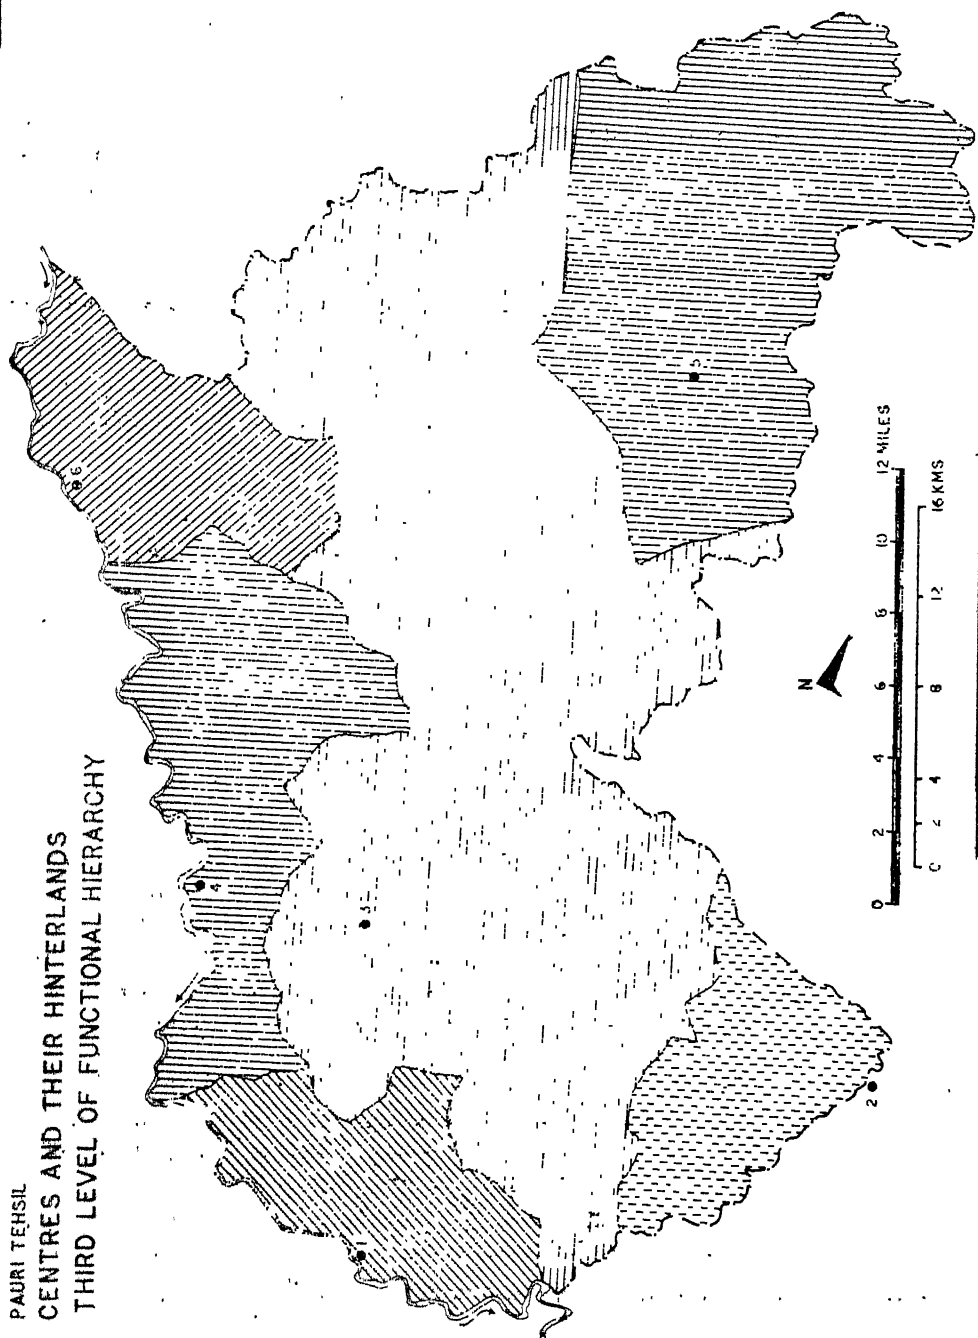 PAURI TEHSIL
CENTRES AND THEIR HINTERLANDS
THIRD LEVEL OF FUNCTIONAL HIERARCHY
1
2
3
4
5
6
N
0 2 4 6 8 10 12 MILES
0 2 4 8 12 16 KMS